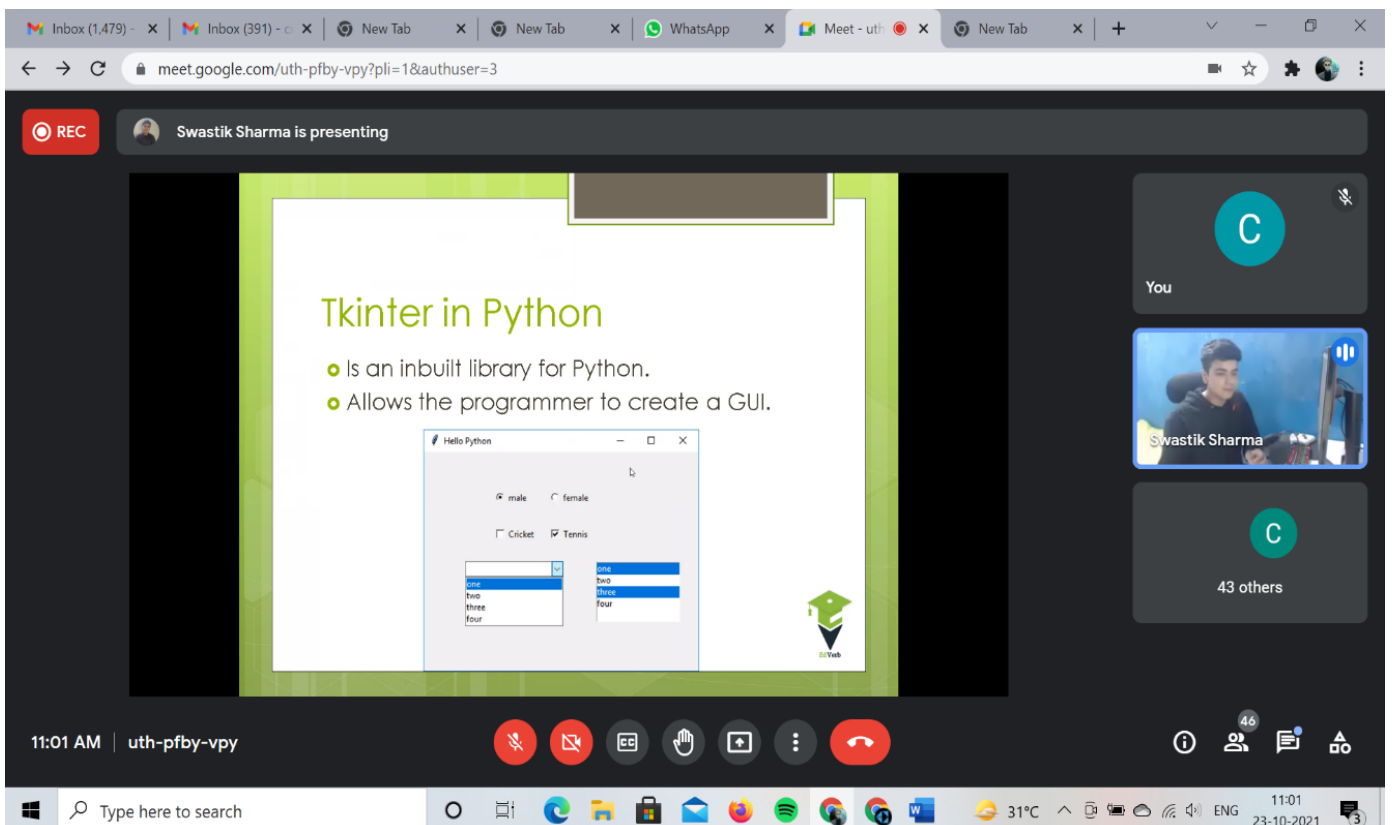 Inbox (1,479) -
Inbox (391) - c
New Tab
New Tab
WhatsApp
Meet - uth
New Tab
meet.google.com/uth-pfby-vpy?pli=1&authuser=3
REC
Swastik Sharma is presenting
Tkinter in Python
Is an inbuilt library for Python.
Allows the programmer to create a GUI.
Hello Python
male female
Cricket Tennis
one
two
three
four
one
two
three
four
EdVerb
C
You
Swastik Sharma
C
43 others
11:01 AM | uth-pfby-vpy
CC
46
Type here to search
31°C
ENG
11:01
23-10-2021
3